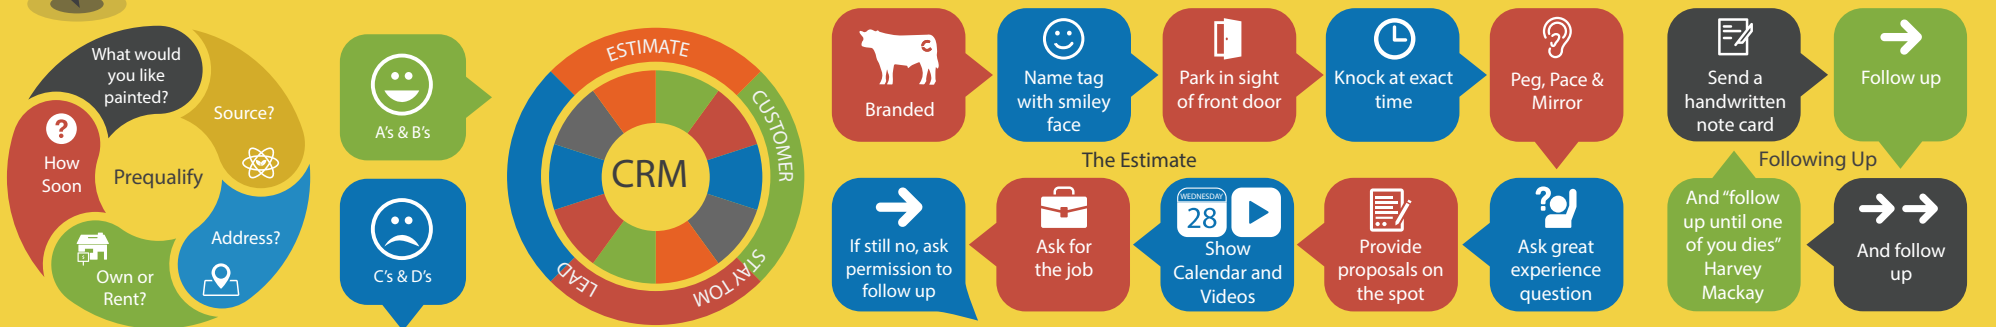 What would
you like
painted?
Source?
Address?
Own or
Rent?
How
Soon
?
Prequalify
A's & B's
C's & D's
ESTIMATE
CUSTOMER
STAY TOM
LEAD
CRM
Branded
Name tag
with smiley
face
Park in sight
of front door
Knock at exact
time
Peg, Pace &
Mirror
The Estimate
Ask great
experience
question
?
Provide
proposals on
the spot
WEDNESDAY
28
Show
Calendar and
Videos
Ask for
the job
If still no, ask
permission to
follow up
Send a
handwritten
note card
Follow up
Following Up
And follow
up
And "follow
up until one
of you dies"
Harvey
Mackay